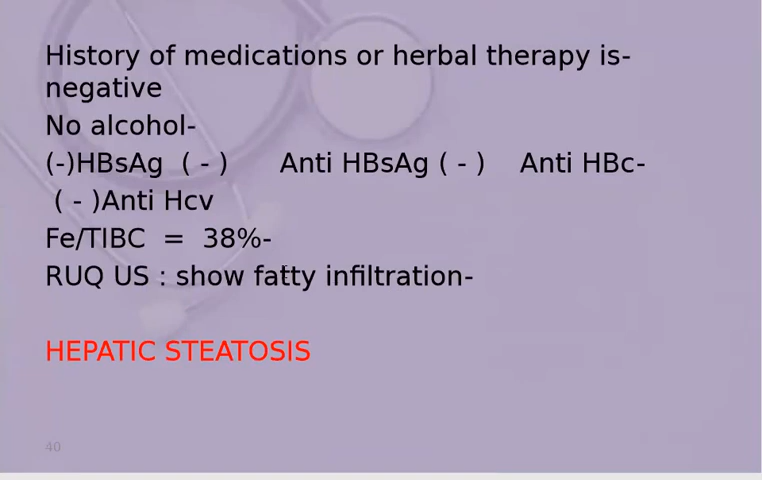 History of medications or herbal therapy is-
negative
No alcohol-
(-)HBsAg ( - ) Anti HBsAg ( - ) Anti HBc-
( - )Anti Hcv
Fe/TIBC = 38%-
RUQ US : show fatty infiltration-
HEPATIC STEATOSIS
40